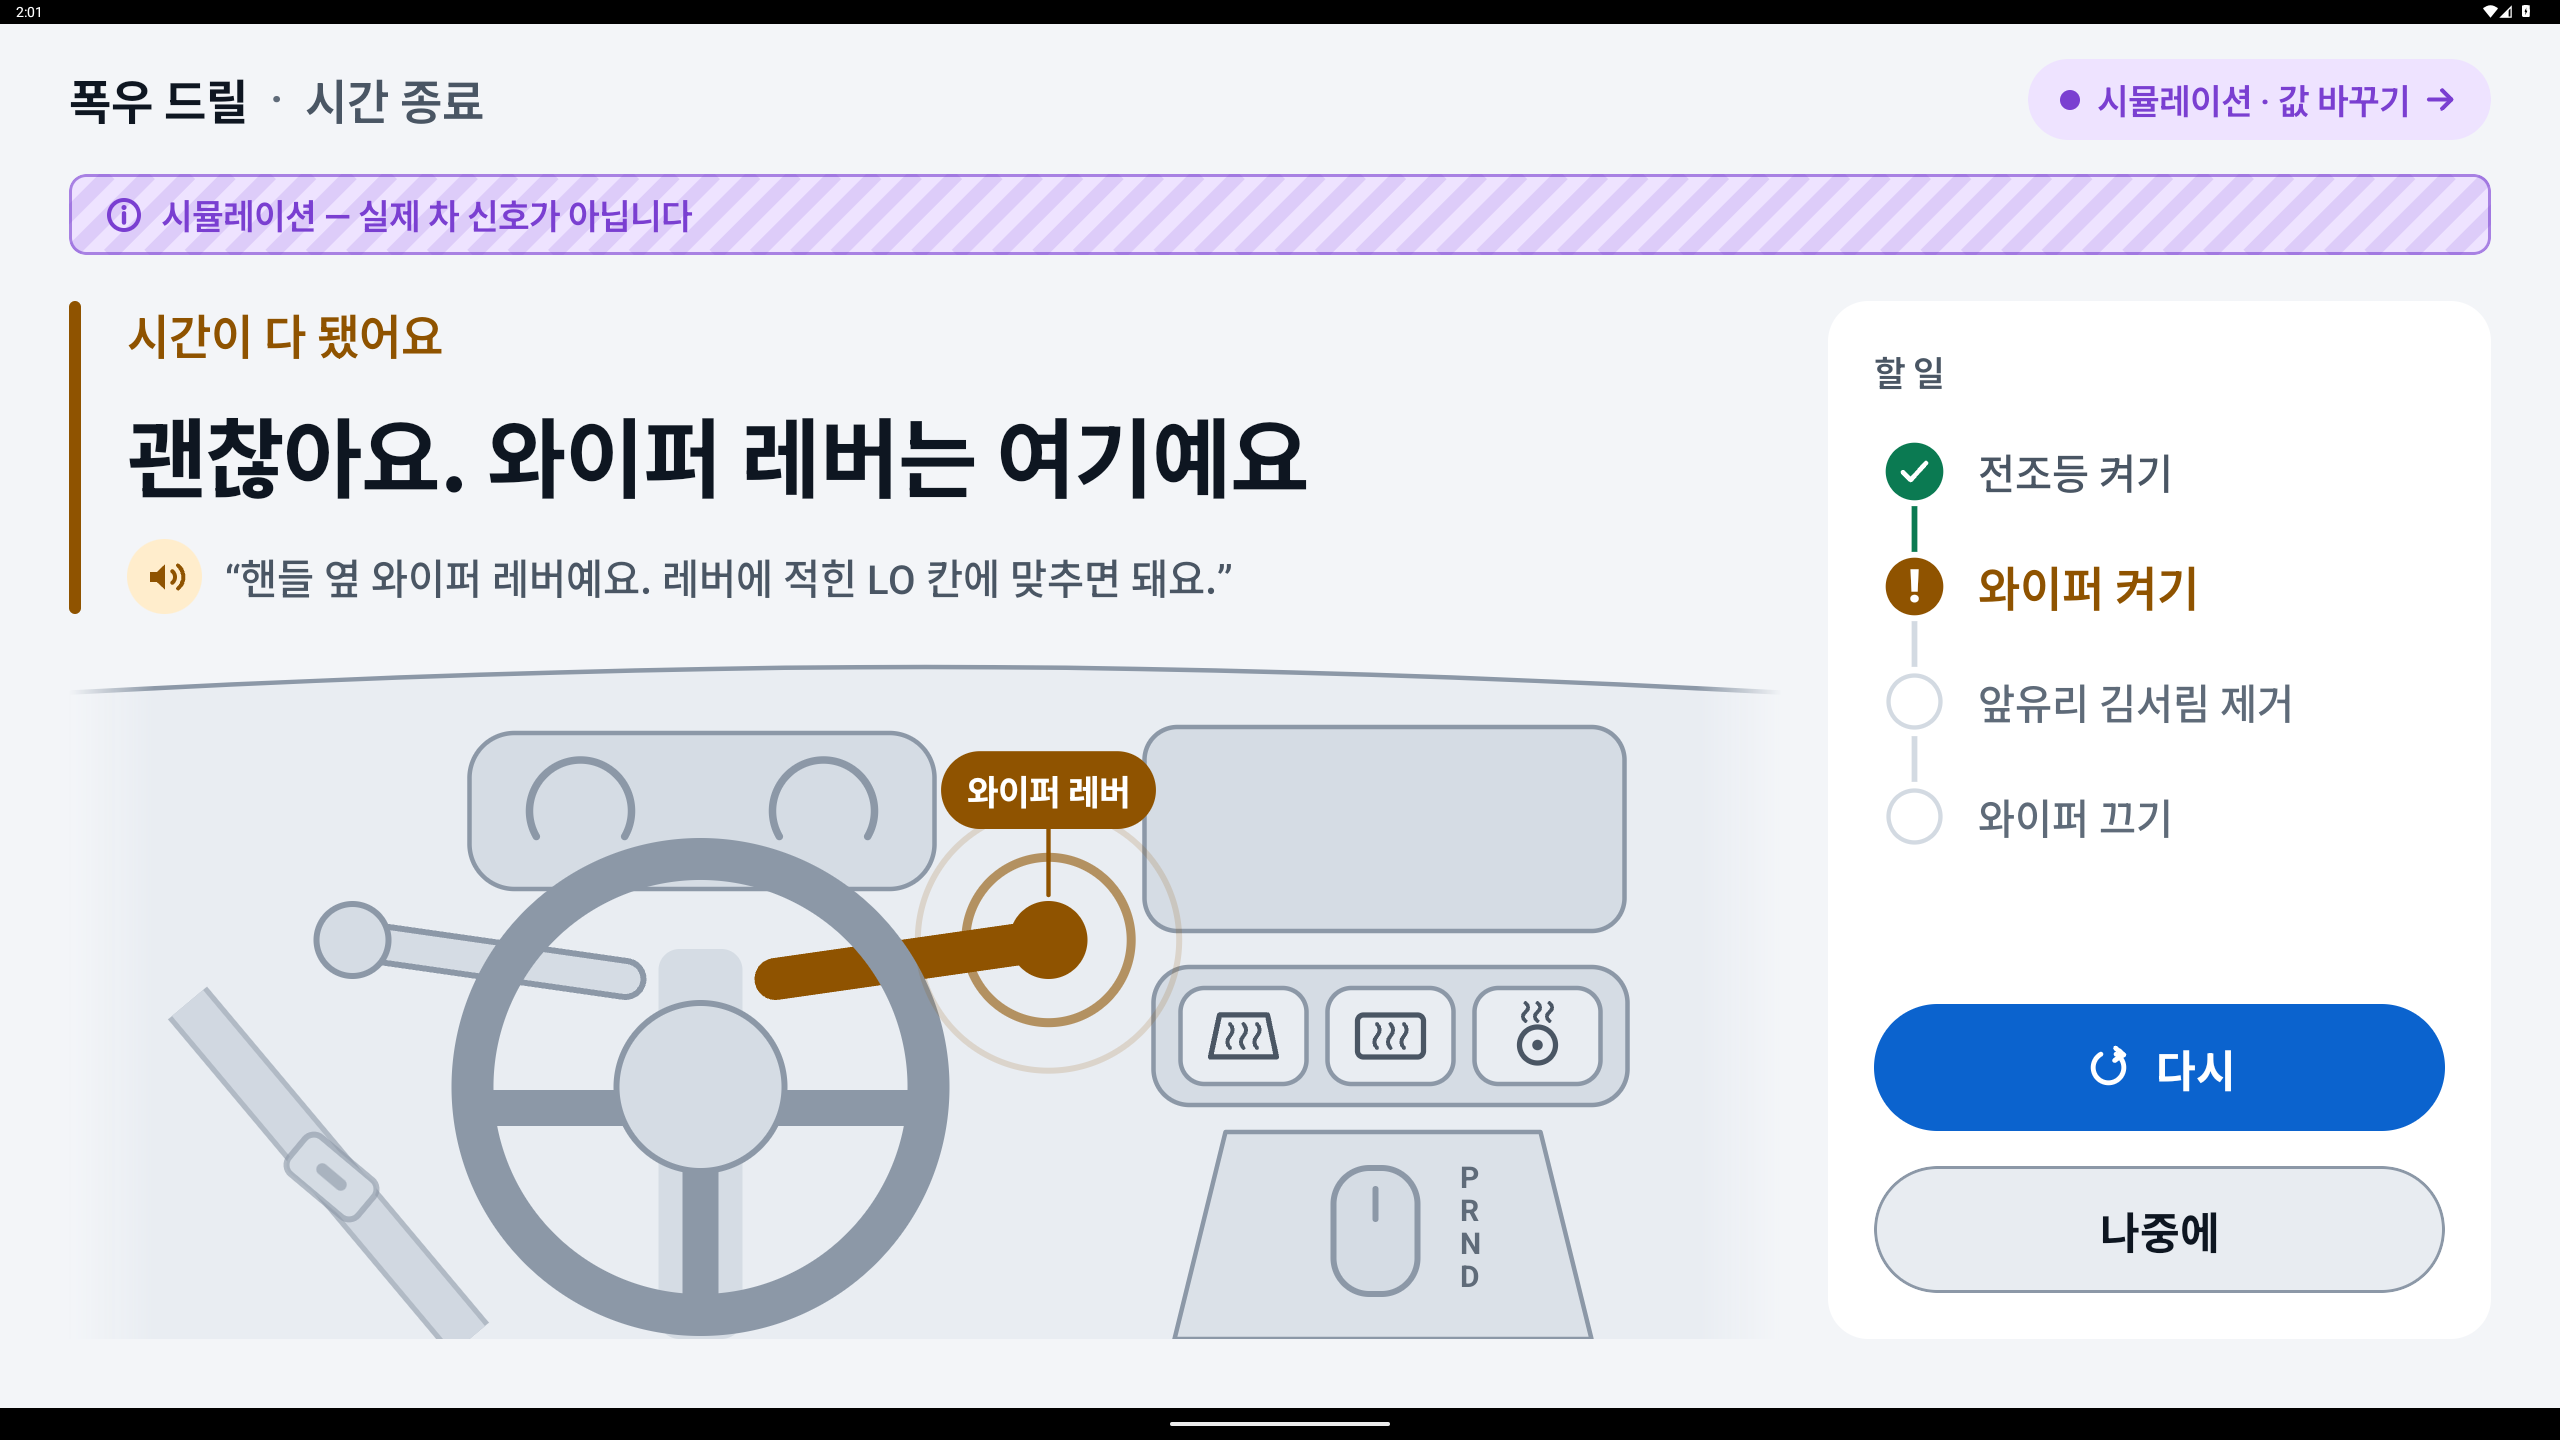 2:01
폭우 드릴 · 시간 종료
시뮬레이션 · 값 바꾸기
시뮬레이션 — 실제 차 신호가 아닙니다
시간이 다 됐어요
괜찮아요. 와이퍼 레버는 여기예요
“핸들 옆 와이퍼 레버예요. 레버에 적힌 LO 칸에 맞추면 돼요.”
와이퍼 레버
P
R
N
D
할 일
전조등 켜기
와이퍼 켜기
앞유리 김서림 제거
와이퍼 끄기
다시
나중에